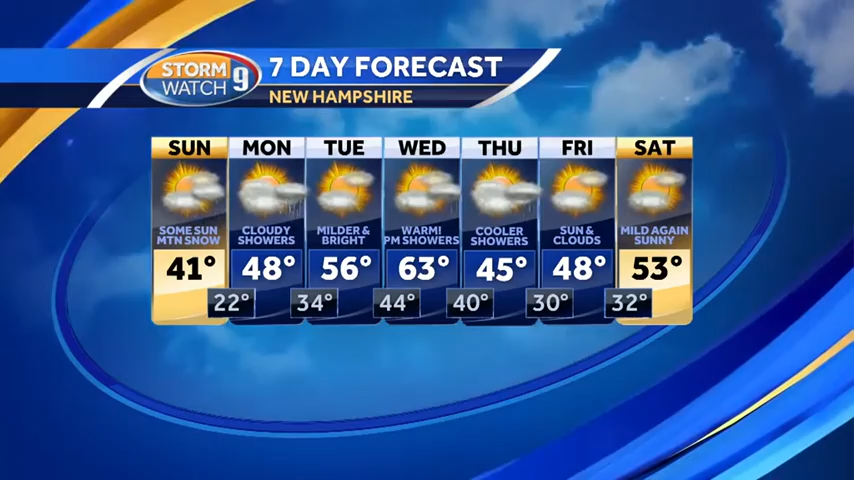 STORM
WATCH 9
7 DAY FORECAST
NEW HAMPSHIRE
SUN MON TUE WED THU FRI SAT
SOME SUN CLOUDY MILDER & WARM! COOLER SUN & MILD AGAIN
MTN SNOW SHOWERS BRIGHT PM SHOWERS SHOWERS CLOUDS SUNNY
41° 48° 56° 63° 45° 48° 53°
22° 34° 44° 40° 30° 32°